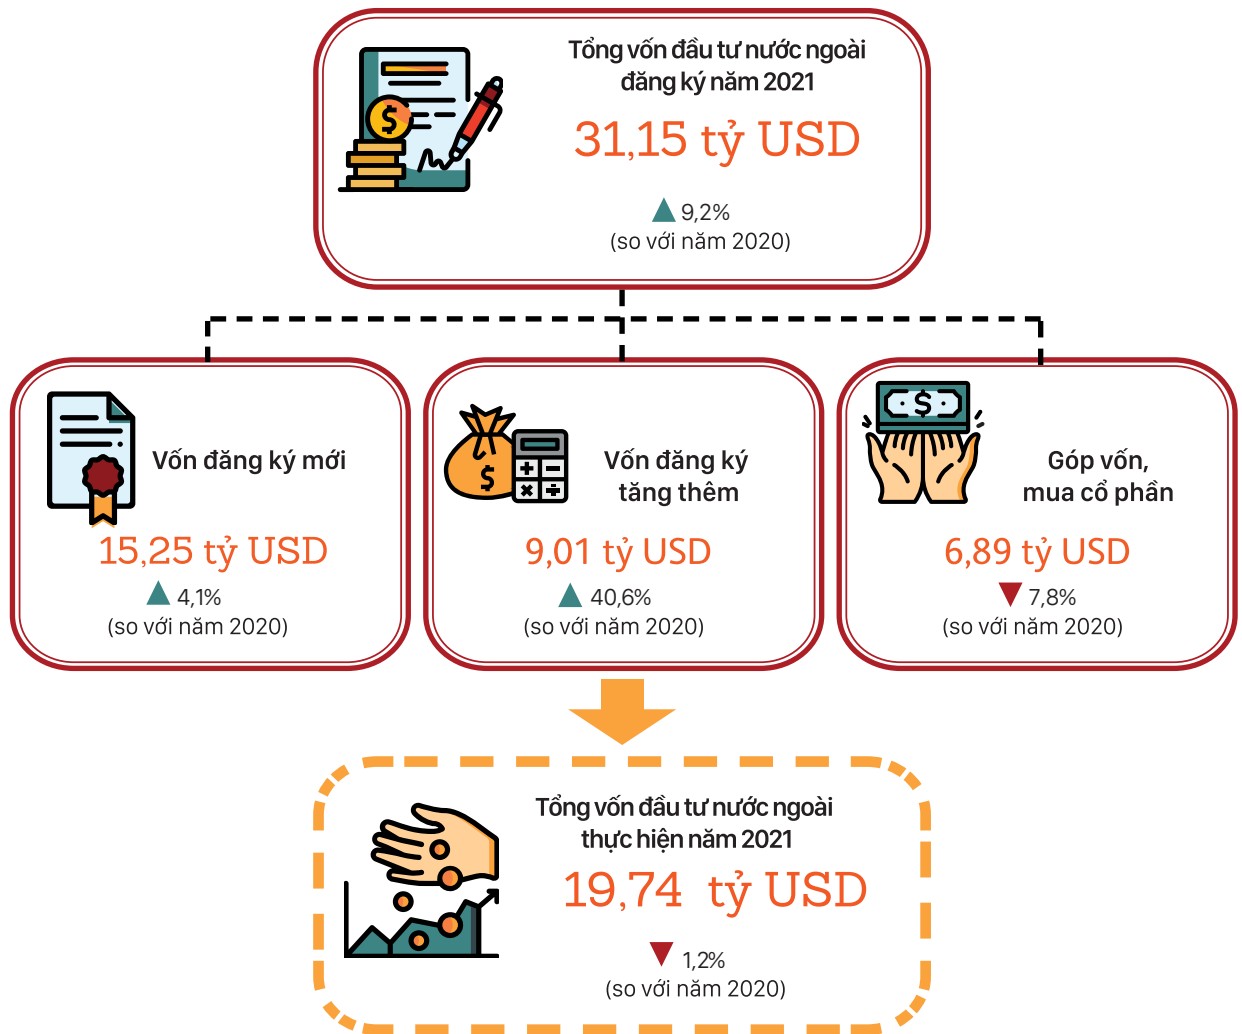 Tổng vốn đầu tư nước ngoài
đăng ký năm 2021
31,15 tỷ USD
9,2%
(so với năm 2020)
Vốn đăng ký mới
15,25 tỷ USD
4,1%
(so với năm 2020)
Vốn đăng ký
tăng thêm
9,01 tỷ USD
40,6%
(so với năm 2020)
Góp vốn,
mua cổ phần
6,89 tỷ USD
7,8%
(so với năm 2020)
Tổng vốn đầu tư nước ngoài
thực hiện năm 2021
19,74 tỷ USD
1,2%
(so với năm 2020)